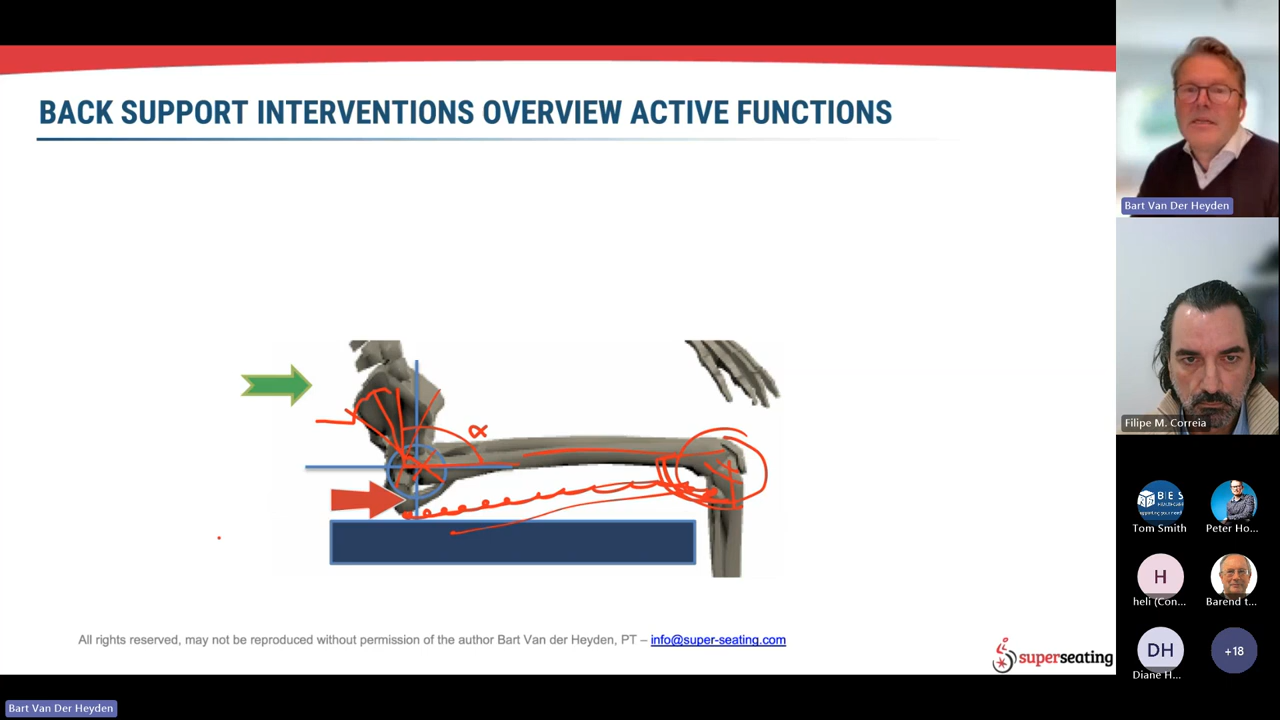 BACK SUPPORT INTERVENTIONS OVERVIEW ACTIVE FUNCTIONS
α
All rights reserved, may not be reproduced without permission of the author Bart Van der Heyden, PT – info@super-seating.com
superseating
Bart Van Der Heyden
Filipe M. Correia
BES
HEALTHCARE
Tom Smith
Peter Ho...
H
heli (Con...
Barend t...
DH
Diane H...
+18
Bart Van Der Heyden